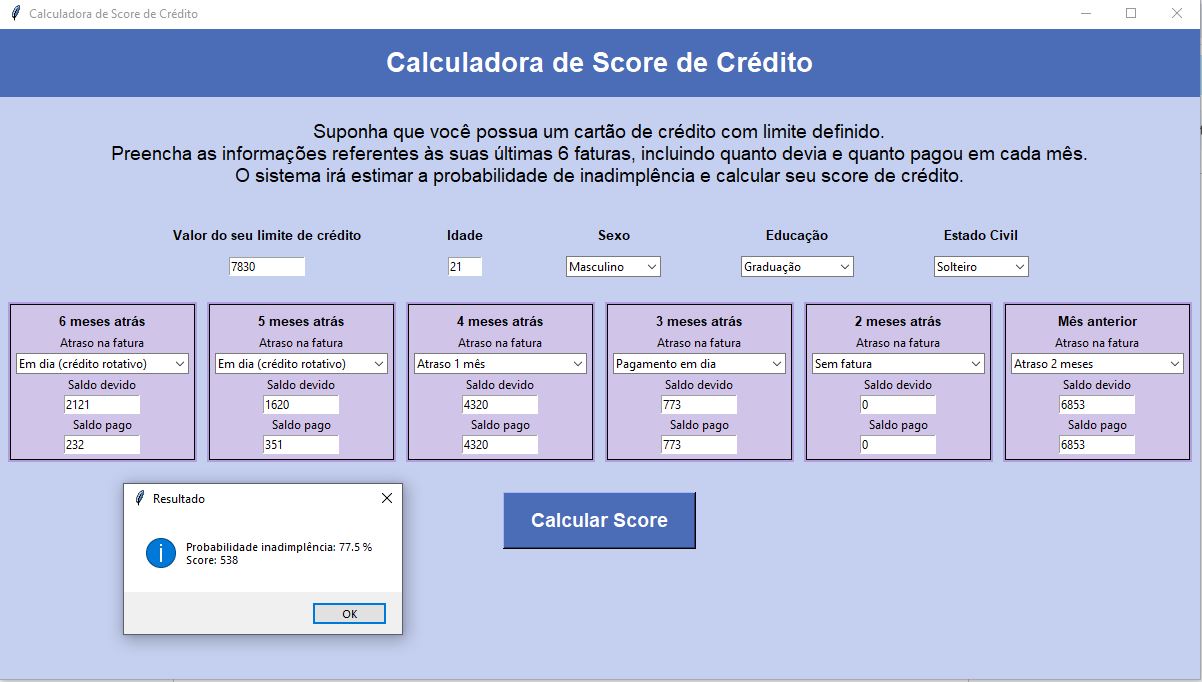 Calculadora de Score de Crédito
Calculadora de Score de Crédito
Suponha que você possua um cartão de crédito com limite definido.
Preencha as informações referentes às suas últimas 6 faturas, incluindo quanto devia e quanto pagou em cada mês.
O sistema irá estimar a probabilidade de inadimplência e calcular seu score de crédito.
Valor do seu limite de crédito Idade Sexo Educação Estado Civil
7830 21 Masculino Graduação Solteiro
6 meses atrás 5 meses atrás 4 meses atrás 3 meses atrás 2 meses atrás Mês anterior
Atraso na fatura Atraso na fatura Atraso na fatura Atraso na fatura Atraso na fatura Atraso na fatura
Em dia (crédito rotativo) Em dia (crédito rotativo) Atraso 1 mês Pagamento em dia Sem fatura Atraso 2 meses
Saldo devido Saldo devido Saldo devido Saldo devido Saldo devido Saldo devido
2121 1620 4320 773 0 6853
Saldo pago Saldo pago Saldo pago Saldo pago Saldo pago Saldo pago
232 351 4320 773 0 6853
Resultado
Probabilidade inadimplência: 77.5 %
Score: 538
OK
Calcular Score